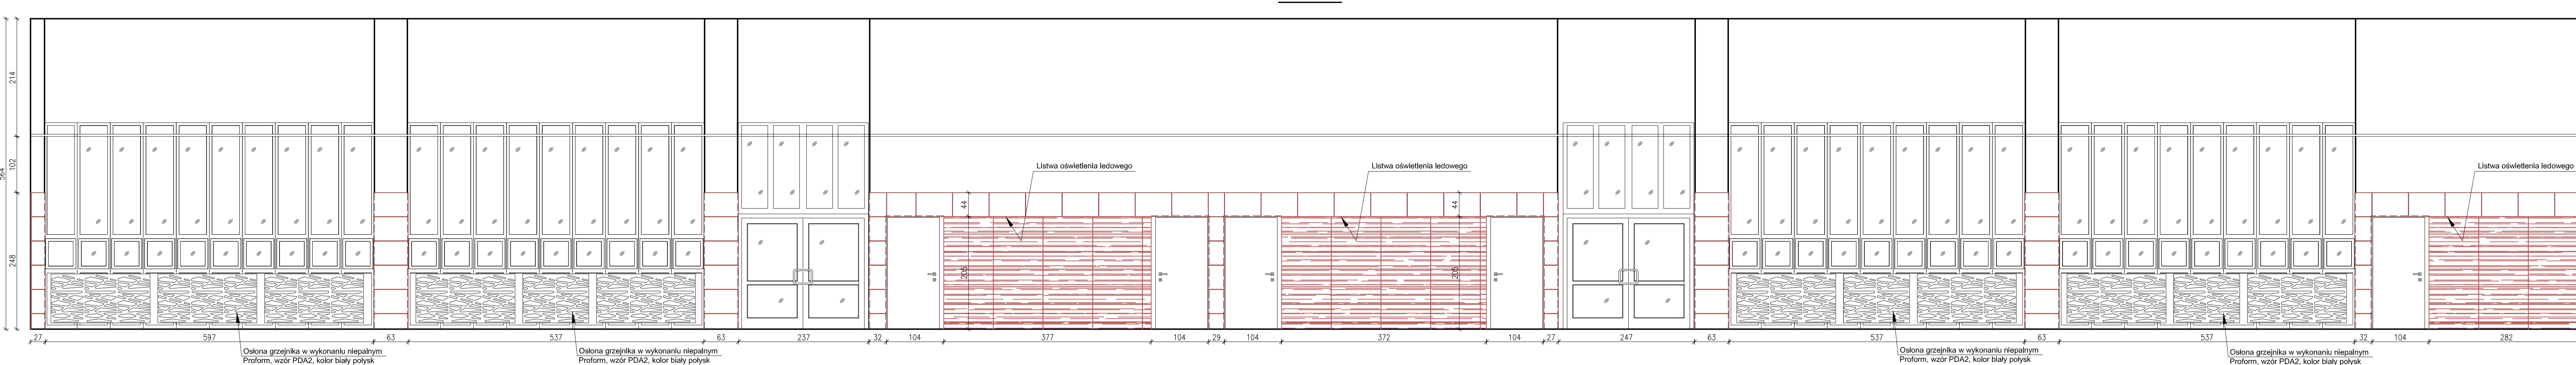 Listwa oświetlenia ledowego
Listwa oświetlenia ledowego
Listwa oświetlenia ledowego
214
102
564
248
44
205
44
205
27
597
63
537
63
237
32
104
377
104
29
104
372
104
27
247
63
537
63
537
32
104
282
Osłona grzejnika w wykonaniu niepalnym
Proform, wzór PDA2, kolor biały połysk
Osłona grzejnika w wykonaniu niepalnym
Proform, wzór PDA2, kolor biały połysk
Osłona grzejnika w wykonaniu niepalnym
Proform, wzór PDA2, kolor biały połysk
Osłona grzejnika w wykonaniu niepalnym
Proform, wzór PDA2, kolor biały połysk